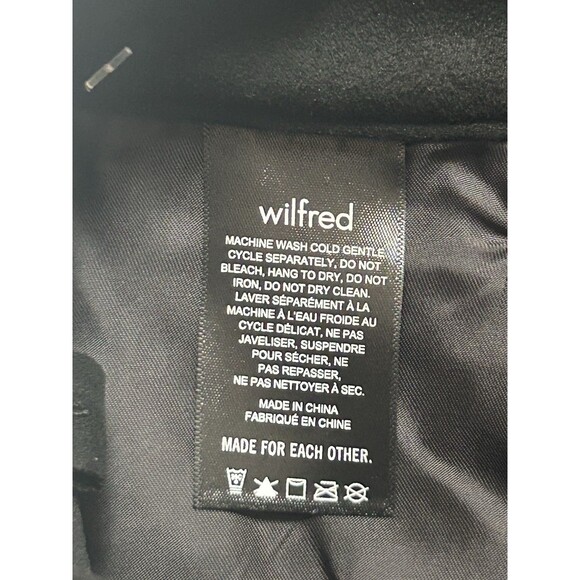 wilfred
MACHINE WASH COLD GENTLE
CYCLE SEPARATELY, DO NOT
BLEACH, HANG TO DRY, DO NOT
IRON, DO NOT DRY CLEAN.
LAVER SÉPARÉMENT À LA
MACHINE À L'EAU FROIDE AU
CYCLE DÉLICAT, NE PAS
JAVELISER, SUSPENDRE
POUR SÉCHER, NE
PAS REPASSER,
NE PAS NETTOYER À SEC.
MADE IN CHINA
FABRIQUÉ EN CHINE
MADE FOR EACH OTHER.